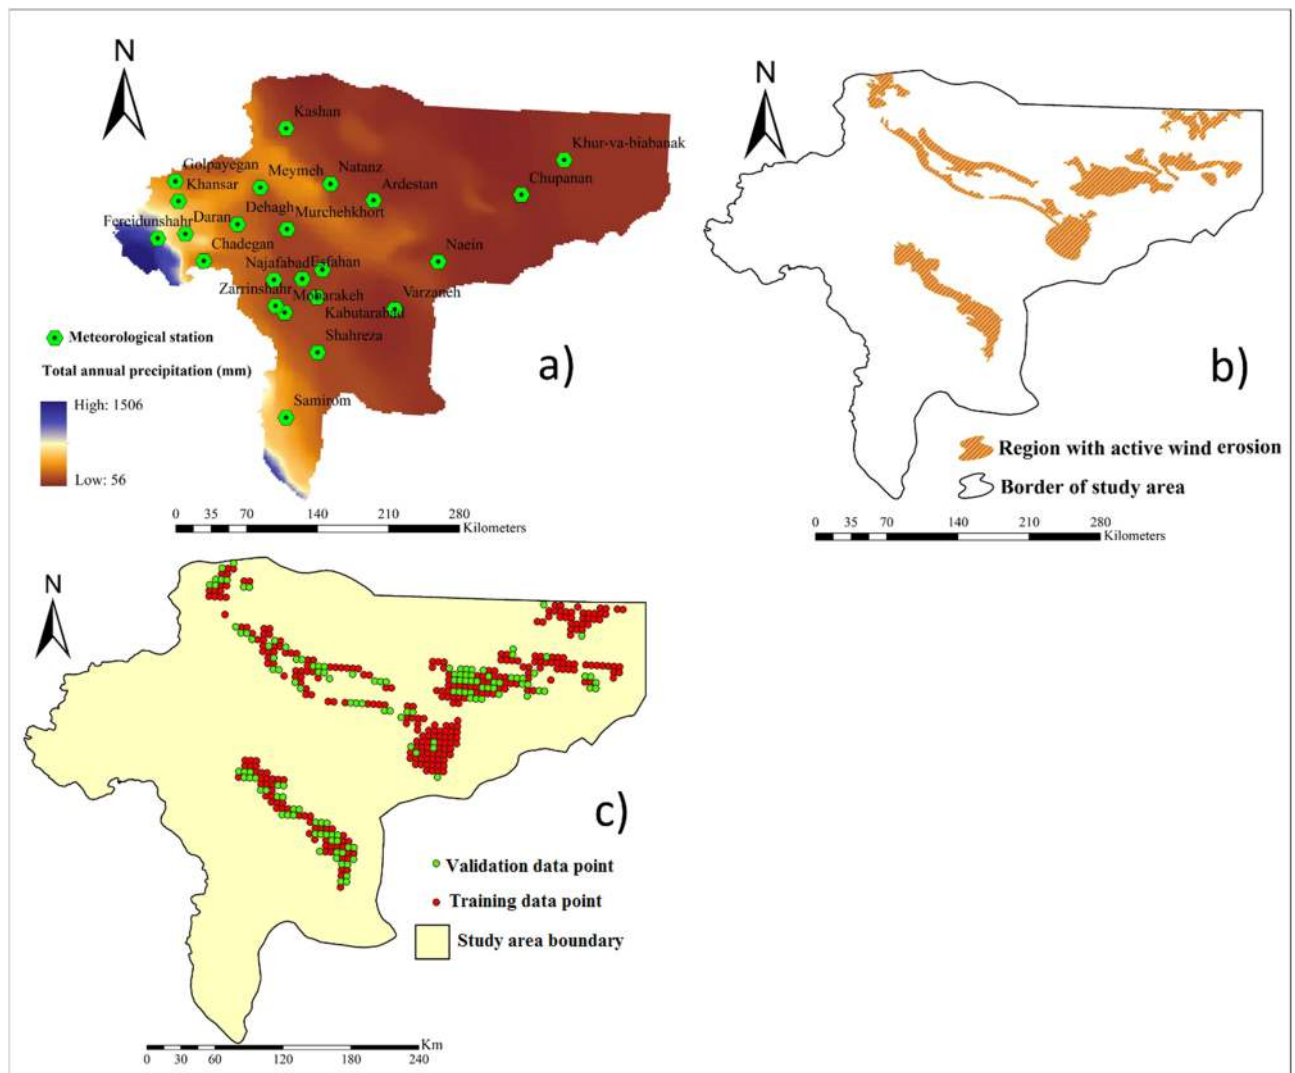 N
Kashan
Khur-va-biabanak
Golpayegan
Meymeh
Natanz
Khansar
Ardestan
Chupanan
Dehagh
Fereidunshahr
Daran
Murchehkhort
Chadegan
Naein
Najafabad
Esfahan
Zarrinshahr
Mobarakeh
Varzaneh
Kabutarabad
Shahreza
Samirom
Meteorological station
Total annual precipitation (mm)
High: 1506
Low: 56
a)
0 35 70 140 210 280
Kilometers
N
b)
Region with active wind erosion
Border of study area
0 35 70 140 210 280
Kilometers
N
c)
Validation data point
Training data point
Study area boundary
Km
0 30 60 120 180 240